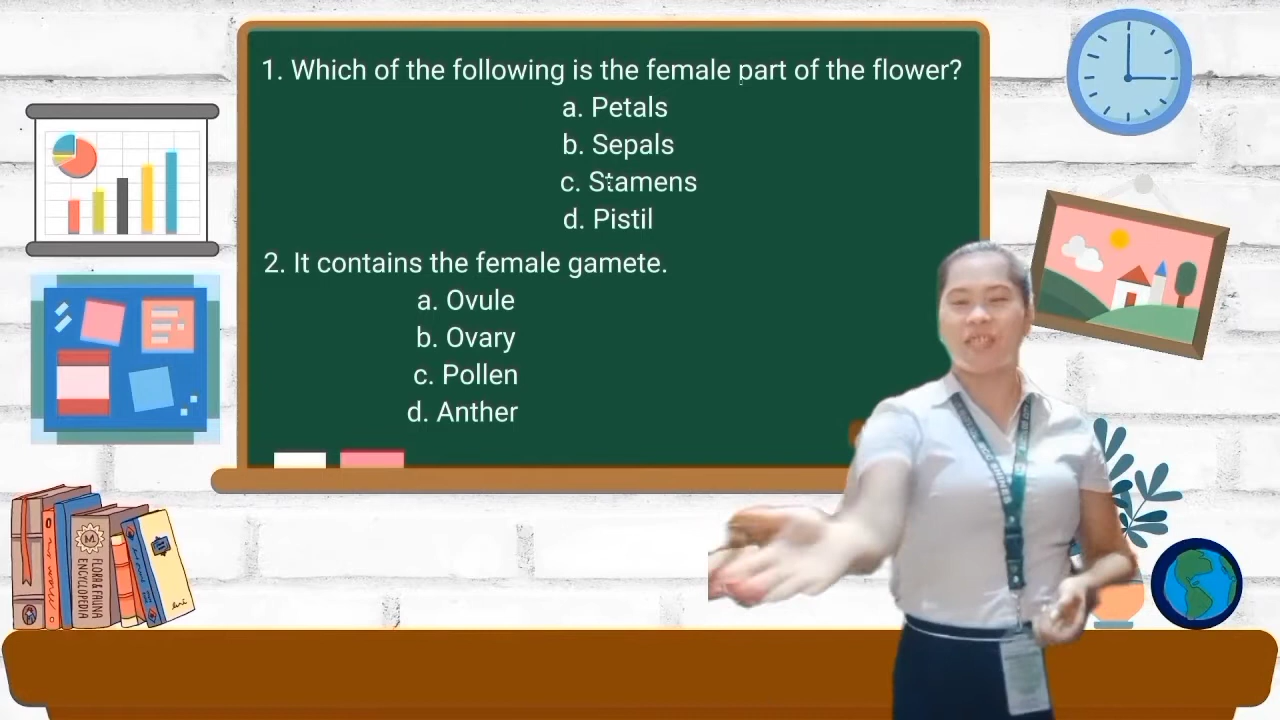 1. Which of the following is the female part of the flower?
a. Petals
b. Sepals
c. Stamens
d. Pistil
2. It contains the female gamete.
a. Ovule
b. Ovary
c. Pollen
d. Anther
M
FLORA & FAUNA
ENCYCLOPEDIA